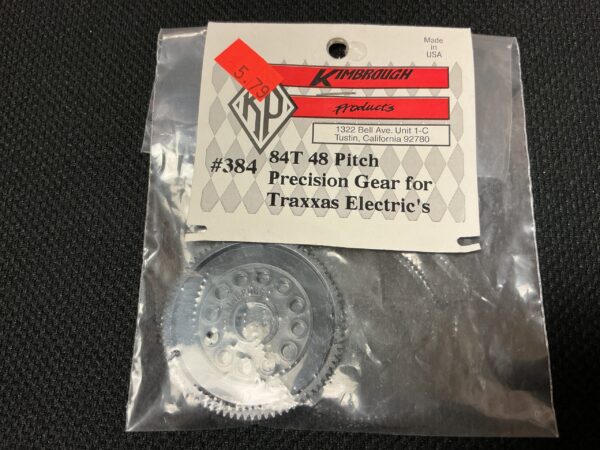 Made
in
USA
5.79
KP
KIMBROUGH
Products
1322 Bell Ave. Unit 1-C
Tustin, California 92780
#384
84T 48 Pitch
Precision Gear for
Traxxas Electric's